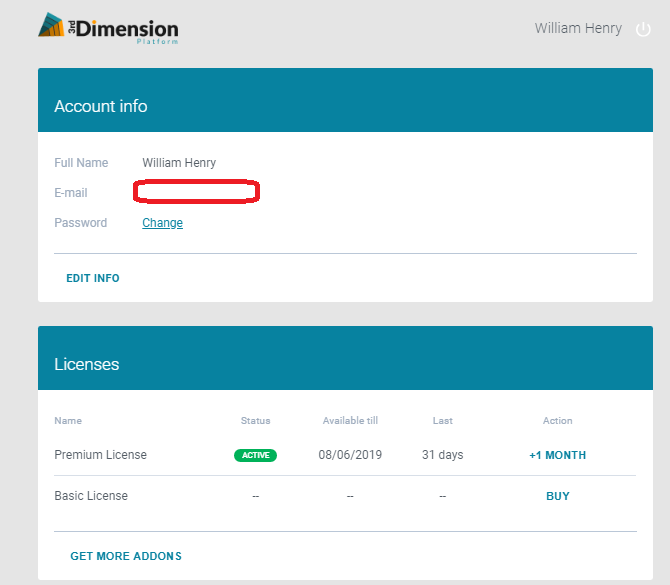 3rd Dimension
Platform
William Henry
Account info
Full Name William Henry
E-mail
Password Change
EDIT INFO
Licenses
Name Status Available till Last Action
Premium License ACTIVE 08/06/2019 31 days +1 MONTH
Basic License -- -- -- BUY
GET MORE ADDONS